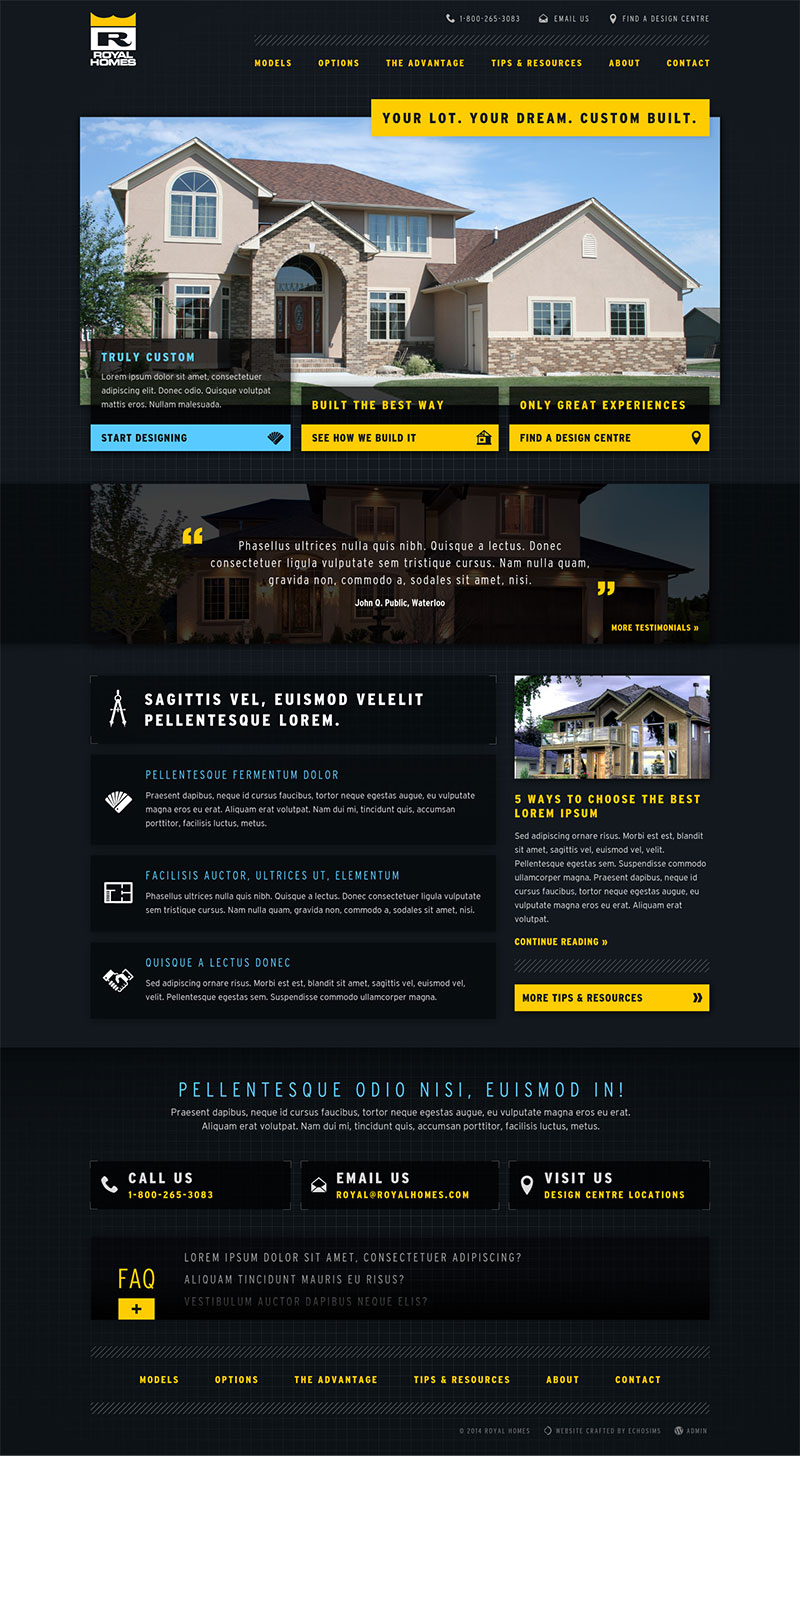 1-800-265-3083
EMAIL US
FIND A DESIGN CENTRE
R
ROYAL
HOMES
MODELS
OPTIONS
THE ADVANTAGE
TIPS & RESOURCES
ABOUT
CONTACT
YOUR LOT. YOUR DREAM. CUSTOM BUILT.
TRULY CUSTOM
Lorem ipsum dolor sit amet, consectetuer
adipiscing elit. Donec odio. Quisque volutpat
mattis eros. Nullam malesuada.
START DESIGNING
BUILT THE BEST WAY
SEE HOW WE BUILD IT
ONLY GREAT EXPERIENCES
FIND A DESIGN CENTRE
“
Phasellus ultrices nulla quis nibh. Quisque a lectus. Donec
consectetuer ligula vulputate sem tristique cursus. Nam nulla quam,
gravida non, commodo a, sodales sit amet, nisi.
”
John Q. Public, Waterloo
MORE TESTIMONIALS »
SAGITTIS VEL, EUISMOD VELELIT
PELLENTESQUE LOREM.
PELLENTESQUE FERMENTUM DOLOR
Praesent dapibus, neque id cursus faucibus, tortor neque egestas augue, eu vulputate
magna eros eu erat. Aliquam erat volutpat. Nam dui mi, tincidunt quis, accumsan
porttitor, facilisis luctus, metus.
FACILISIS AUCTOR, ULTRICES UT, ELEMENTUM
Phasellus ultrices nulla quis nibh. Quisque a lectus. Donec consectetuer ligula vulputate
sem tristique cursus. Nam nulla quam, gravida non, commodo a, sodales sit amet, nisi.
QUISQUE A LECTUS DONEC
Sed adipiscing ornare risus. Morbi est est, blandit sit amet, sagittis vel, euismod vel,
velit. Pellentesque egestas sem. Suspendisse commodo ullamcorper magna.
5 WAYS TO CHOOSE THE BEST
LOREM IPSUM
Sed adipiscing ornare risus. Morbi est est, blandit
sit amet, sagittis vel, euismod vel, velit.
Pellentesque egestas sem. Suspendisse commodo
ullamcorper magna. Praesent dapibus, neque id
cursus faucibus, tortor neque egestas augue, eu
vulputate magna eros eu erat. Aliquam erat
volutpat.
CONTINUE READING »
MORE TIPS & RESOURCES »
PELLENTESQUE ODIO NISI, EUISMOD IN!
Praesent dapibus, neque id cursus faucibus, tortor neque egestas augue, eu vulputate magna eros eu erat.
Aliquam erat volutpat. Nam dui mi, tincidunt quis, accumsan porttitor, facilisis luctus, metus.
CALL US
1-800-265-3083
EMAIL US
ROYAL@ROYALHOMES.COM
VISIT US
DESIGN CENTRE LOCATIONS
FAQ
+
LOREM IPSUM DOLOR SIT AMET, CONSECTETUER ADIPISCING?
ALIQUAM TINCIDUNT MAURIS EU RISUS?
VESTIBULUM AUCTOR DAPIBUS NEQUE ELIS?
MODELS
OPTIONS
THE ADVANTAGE
TIPS & RESOURCES
ABOUT
CONTACT
© 2014 ROYAL HOMES
WEBSITE CRAFTED BY ECHOSIMS
ADMIN